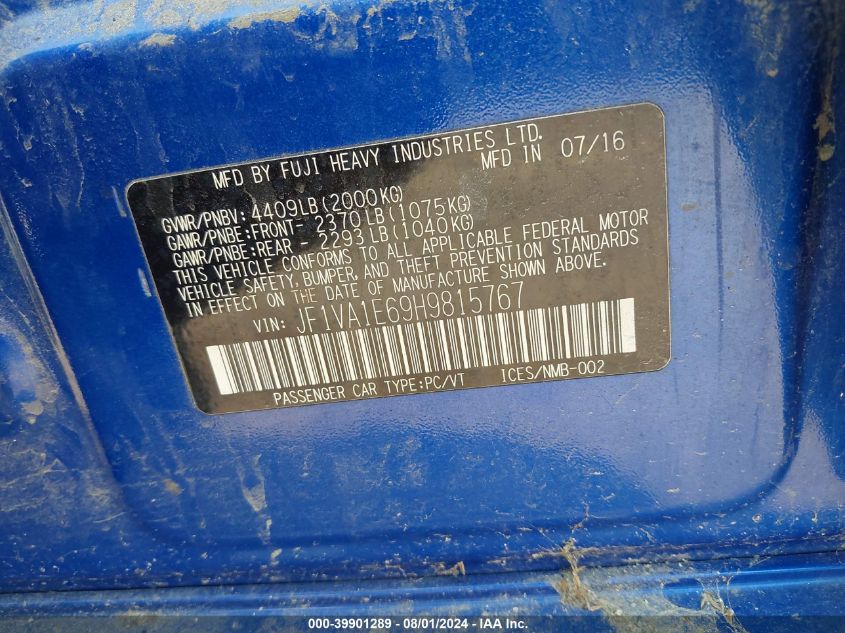 MFD BY FUJI HEAVY INDUSTRIES LTD.
MFD IN 07/16
GVWR/PNBV: 4409LB(2000KG)
GAWR/PNBE:FRONT- 2370LB(1075KG)
GAWR/PNBE:REAR - 2293LB(1040KG)
THIS VEHICLE CONFORMS TO ALL APPLICABLE FEDERAL MOTOR
VEHICLE SAFETY, BUMPER, AND THEFT PREVENTION STANDARDS
IN EFFECT ON THE DATE OF MANUFACTURE SHOWN ABOVE.
VIN: JF1VA1E69H9815767
PASSENGER CAR TYPE:PC/VT ICES/NMB-002
000-39901289 - 08/01/2024 - IAA Inc.